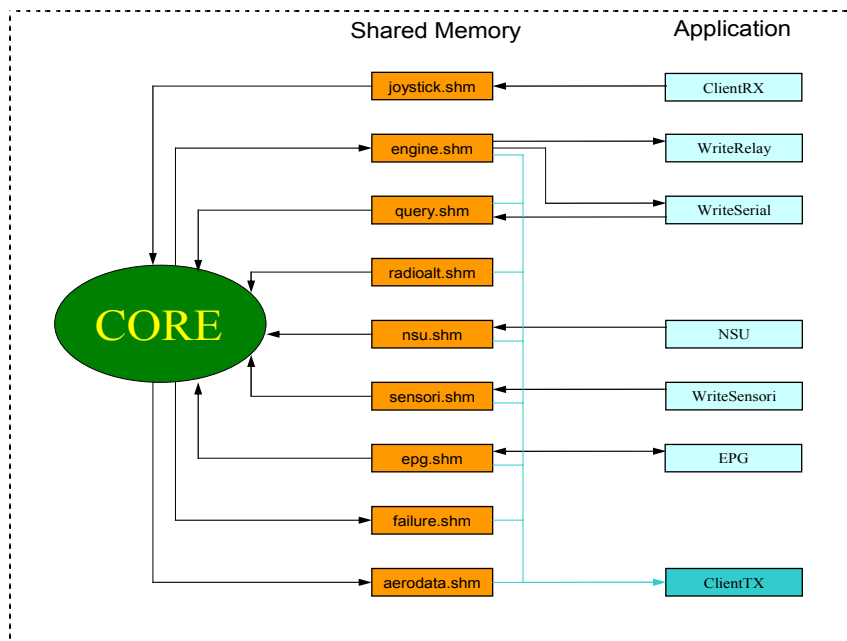 Shared Memory Application
joystick.shm ClientRX
engine.shm WriteRelay
query.shm WriteSerial
radioalt.shm
CORE
nsu.shm NSU
sensori.shm WriteSensori
epg.shm EPG
failure.shm
aerodata.shm ClientTX